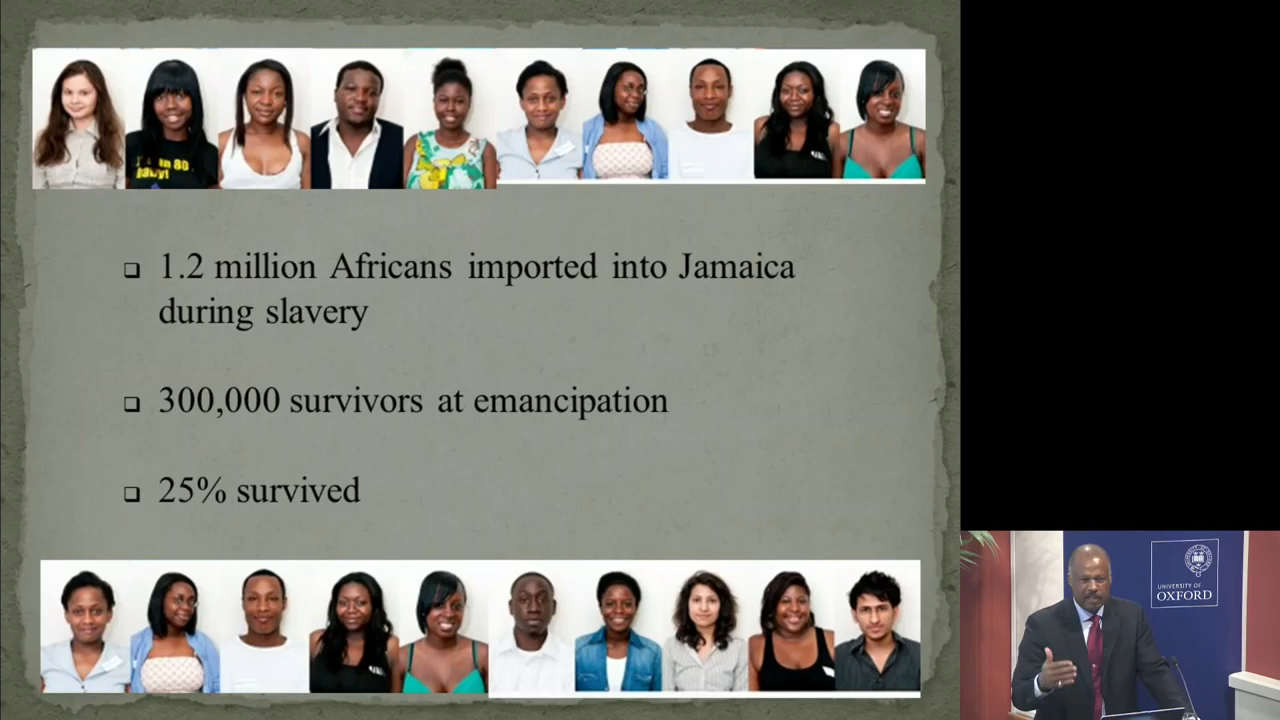 ❑ 1.2 million Africans imported into Jamaica
during slavery
❑ 300,000 survivors at emancipation
❑ 25% survived
UNIVERSITY OF
OXFORD